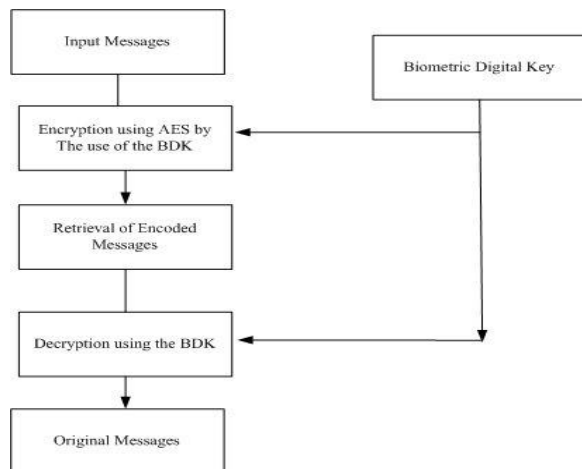 Input Messages
Biometric Digital Key
Encryption using AES by
The use of the BDK
Retrieval of Encoded
Messages
Decryption using the BDK
Original Messages